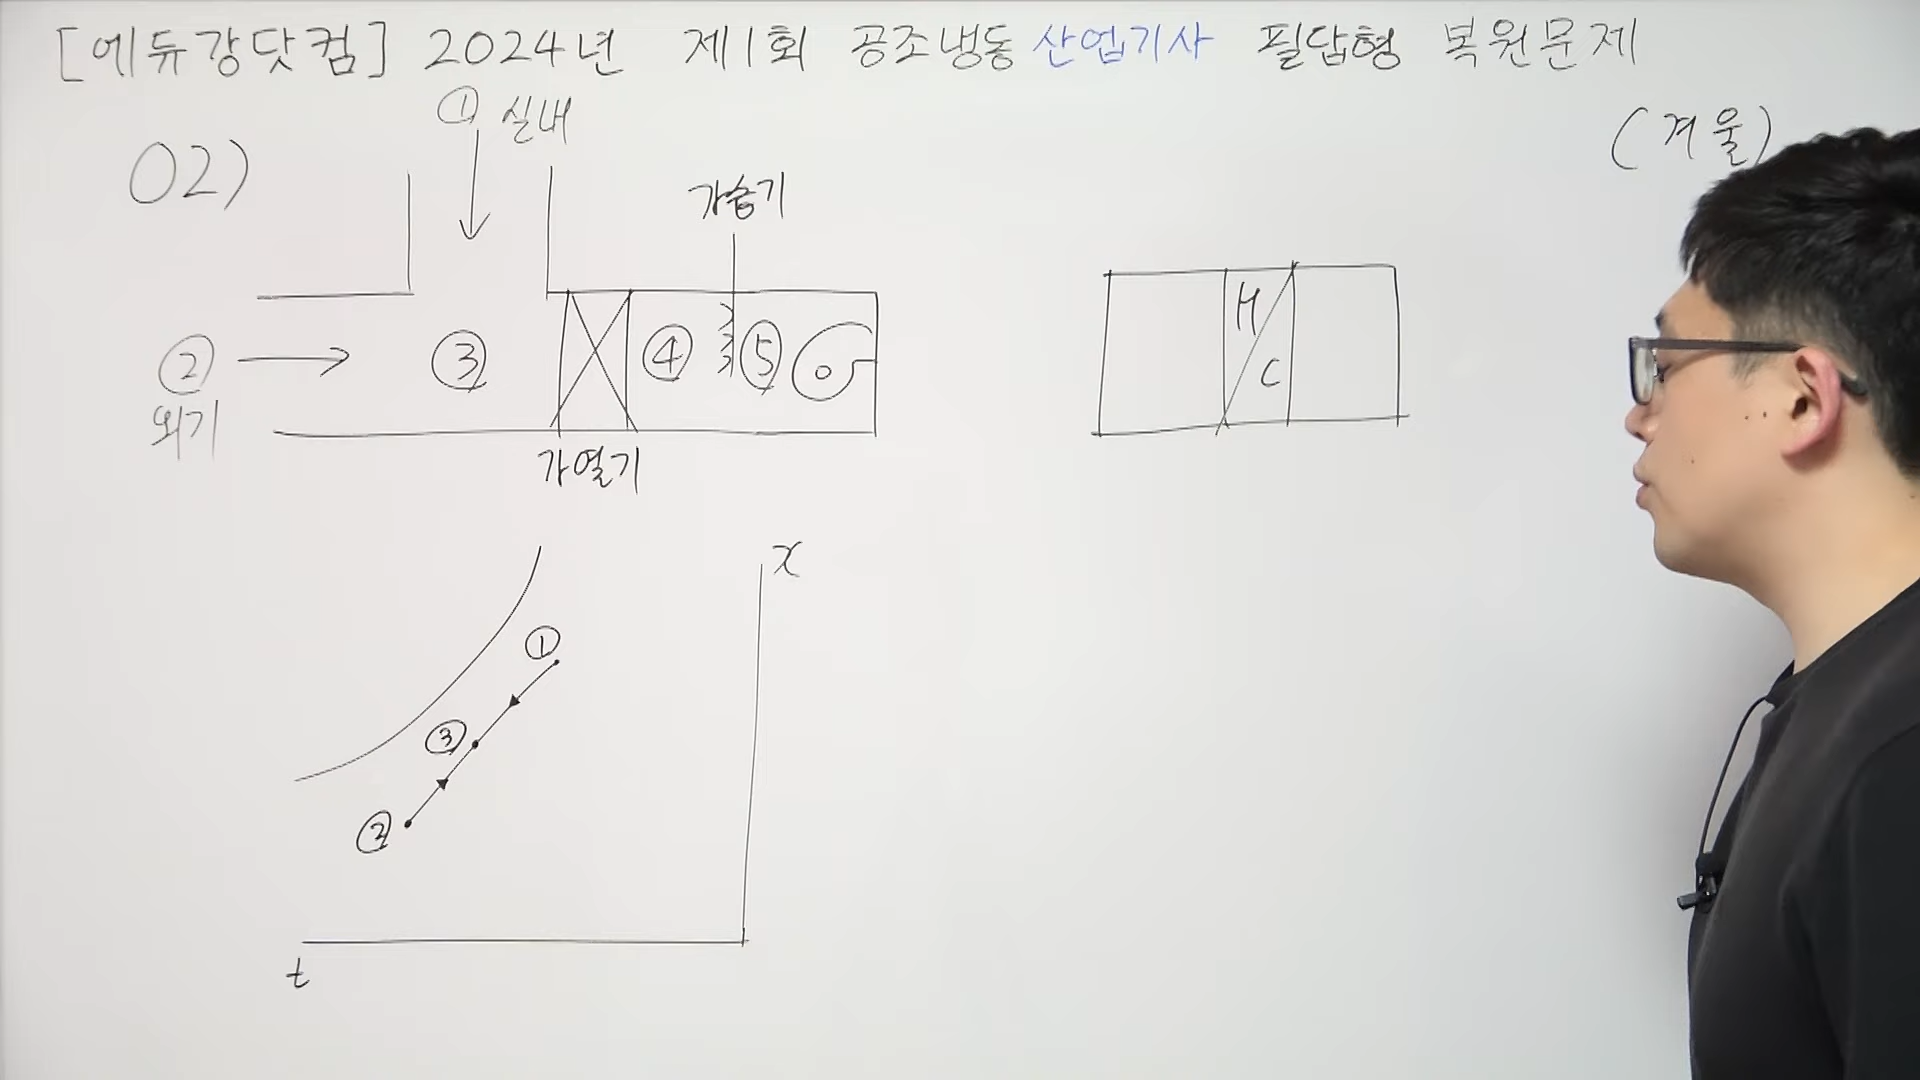 [에듀강닷컴] 2024년 제1회 공조냉동산업기사 필답형 복원문제
(겨울)
02)
① 실내
가습기
② ③ ④ ⑤
외기
가열기
H
C
x
①
③
②
t